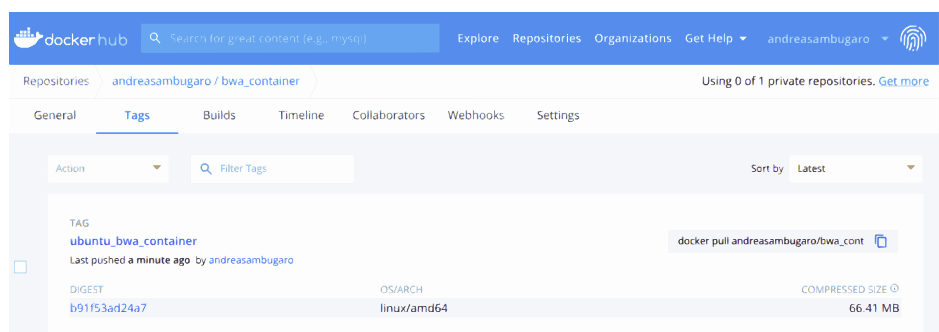 docker hub Search for great content (e.g., mysql) Explore Repositories Organizations Get Help andreasambugaro
Repositories andreasambugaro / bwa_container Using 0 of 1 private repositories. Get more
General Tags Builds Timeline Collaborators Webhooks Settings
Action Filter Tags Sort by Latest
TAG
ubuntu_bwa_container docker pull andreasambugaro/bwa_cont
Last pushed a minute ago by andreasambugaro
DIGEST OS/ARCH COMPRESSED SIZE
b91f53ad24a7 linux/amd64 66.41 MB